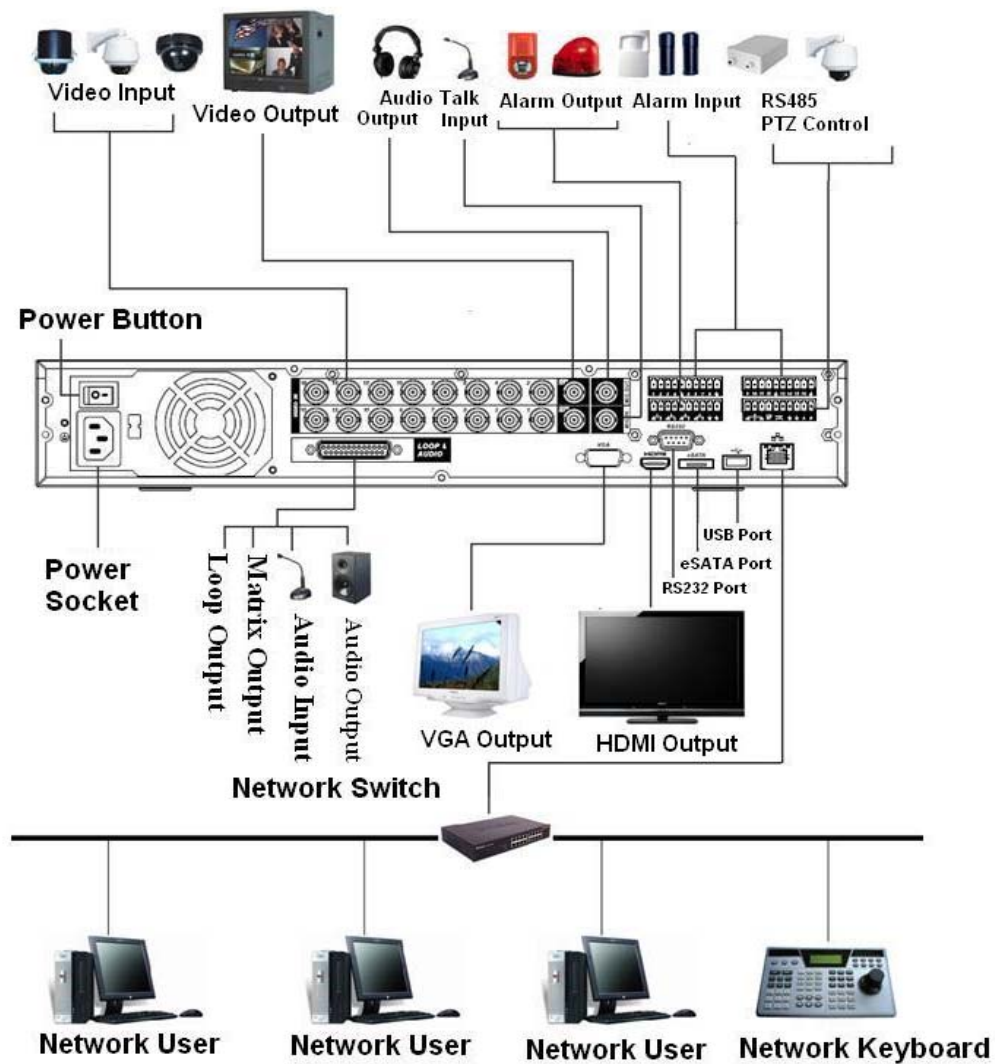 Video Input
Video Output
Audio Output
Talk Input
Alarm Output
Alarm Input
RS485
PTZ Control
Power Button
LOOP &
AUDIO
VGA
RS232
HDMI
eSATA
USB Port
eSATA Port
RS232 Port
Power
Socket
Loop Output
Matrix Output
Audio Input
Audio Output
VGA Output
HDMI Output
Network Switch
Network User
Network User
Network User
Network Keyboard